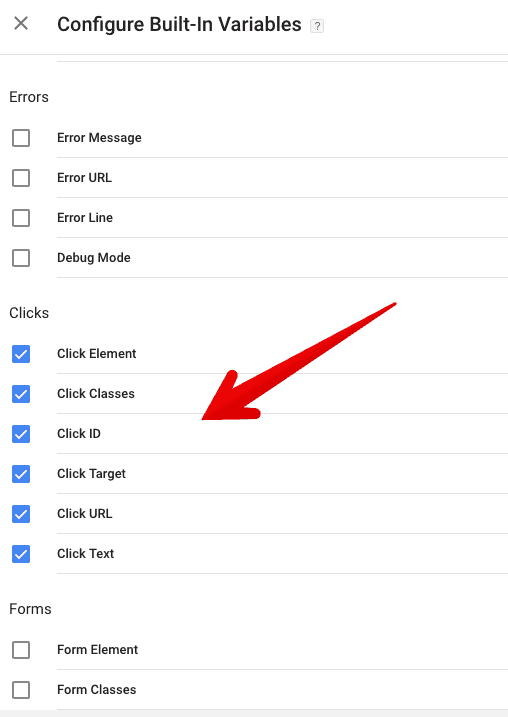 Configure Built-In Variables ?
Errors
Error Message
Error URL
Error Line
Debug Mode
Clicks
Click Element
Click Classes
Click ID
Click Target
Click URL
Click Text
Forms
Form Element
Form Classes